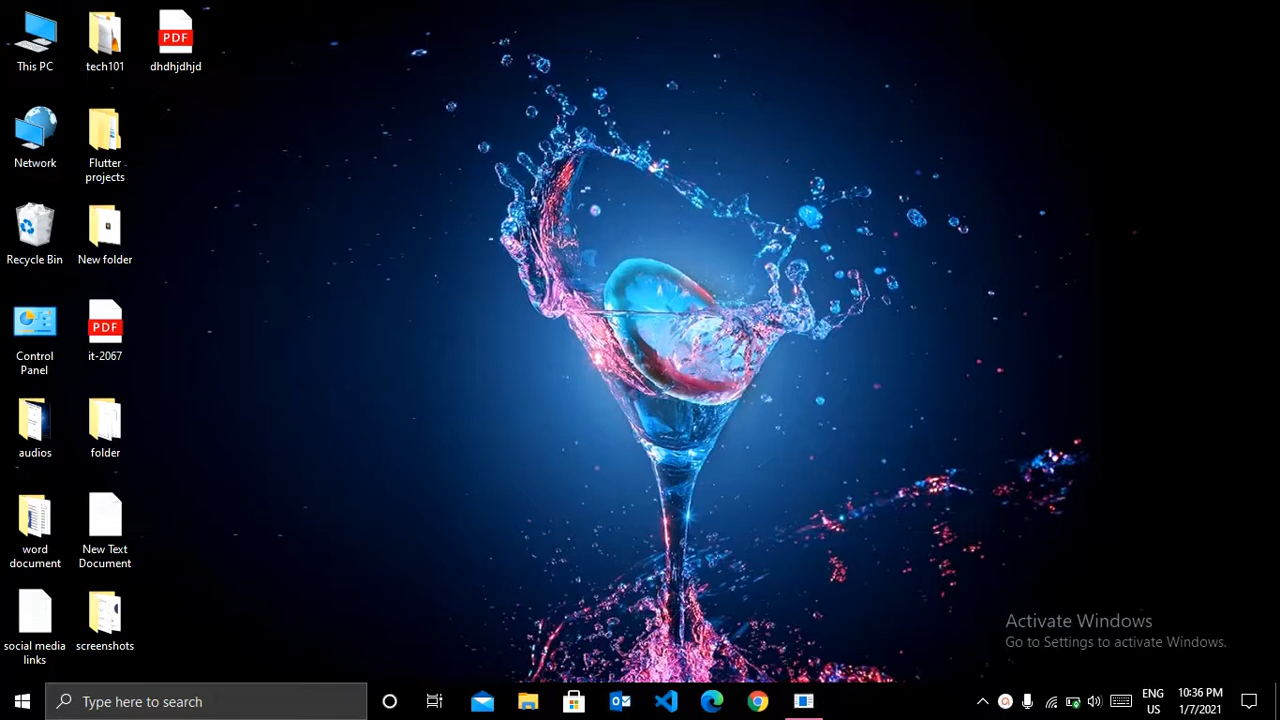 This PC
tech101
PDF
dhdhjdhjd
Network
Flutter
projects
Recycle Bin
New folder
Control
Panel
PDF
it-2067
audios
folder
word
document
New Text
Document
social media
links
screenshots
Activate Windows
Go to Settings to activate Windows.
Type here to search
ENG
US
10:36 PM
1/7/2021